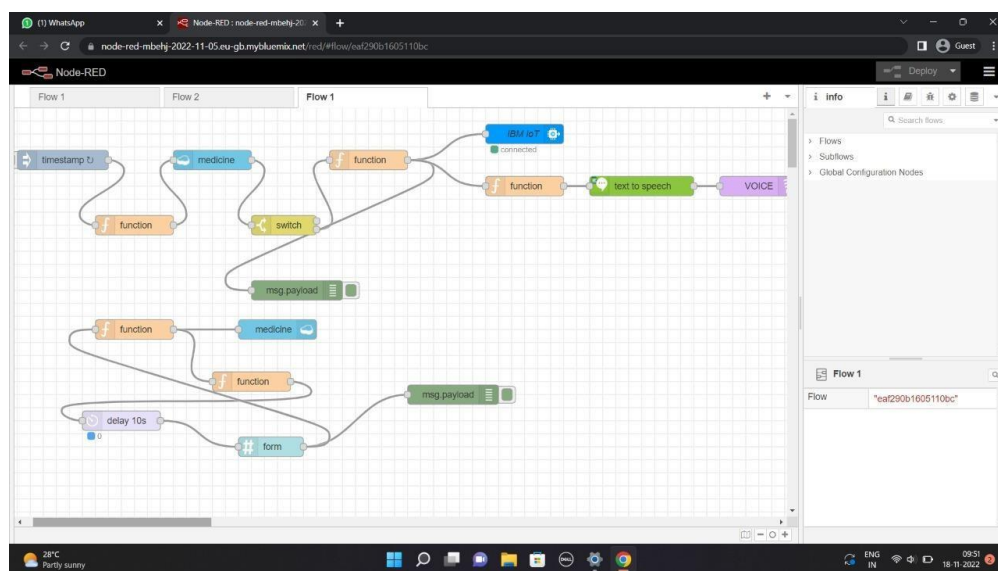 (1) WhatsApp
Node-RED : node-red-mbehj-20
node-red-mbehj-2022-11-05.eu-gb.mybluemix.net/red/#flow/eaf290b1605110bc
Guest
Node-RED
Deploy
Flow 1
Flow 2
Flow 1
info
Search flows
Flows
Subflows
Global Configuration Nodes
IBM IoT
connected
timestamp ↻
medicine
function
function
text to speech
VOICE
function
switch
msg.payload
function
medicine
function
msg.payload
delay 10s
0
form
Flow 1
Flow
"eaf290b1605110bc"
28°C
Partly sunny
ENG
IN
09:51
18-11-2022
2